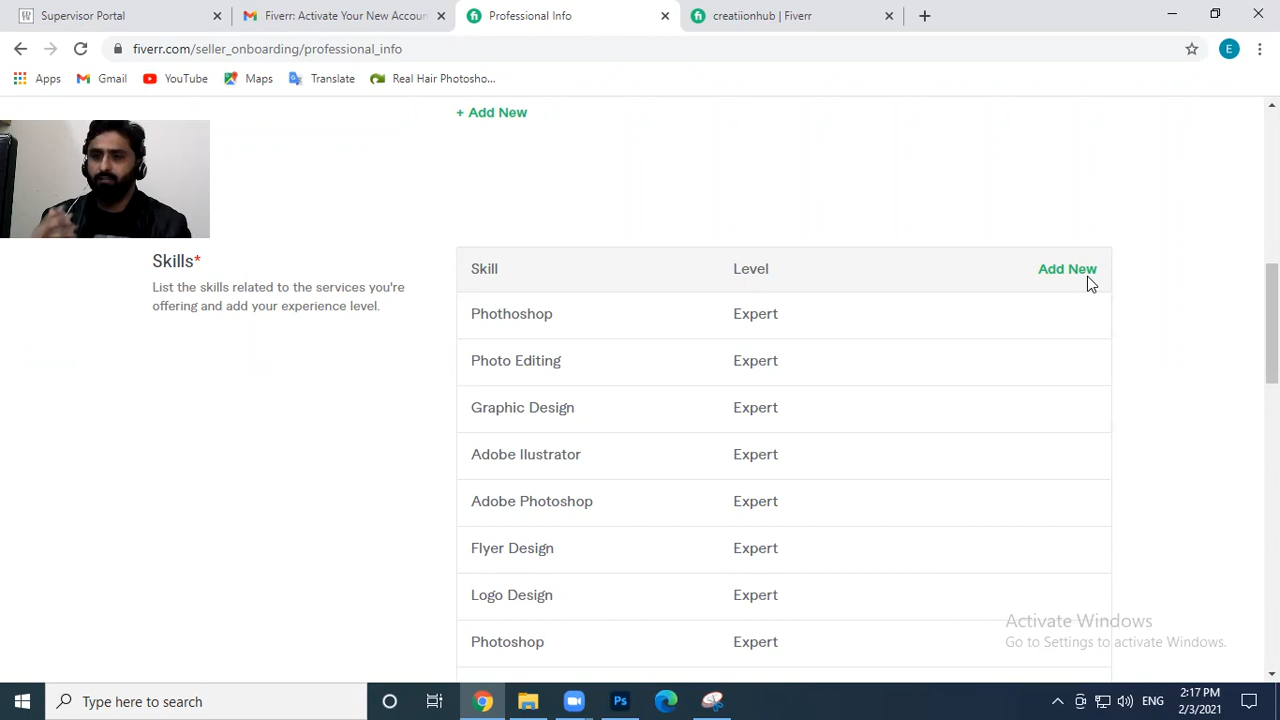 Supervisor Portal
Fiverr: Activate Your New Accoun
Professional Info
creatiionhub | Fiverr
fiverr.com/seller_onboarding/professional_info
E
Apps
Gmail
YouTube
Maps
Translate
Real Hair Photosho...
+ Add New
Skills*
List the skills related to the services you're
offering and add your experience level.
Skill Level Add New
Phothoshop Expert
Photo Editing Expert
Graphic Design Expert
Adobe Ilustrator Expert
Adobe Photoshop Expert
Flyer Design Expert
Logo Design Expert
Photoshop Expert
Activate Windows
Go to Settings to activate Windows.
Type here to search
Ps
ENG
2:17 PM
2/3/2021